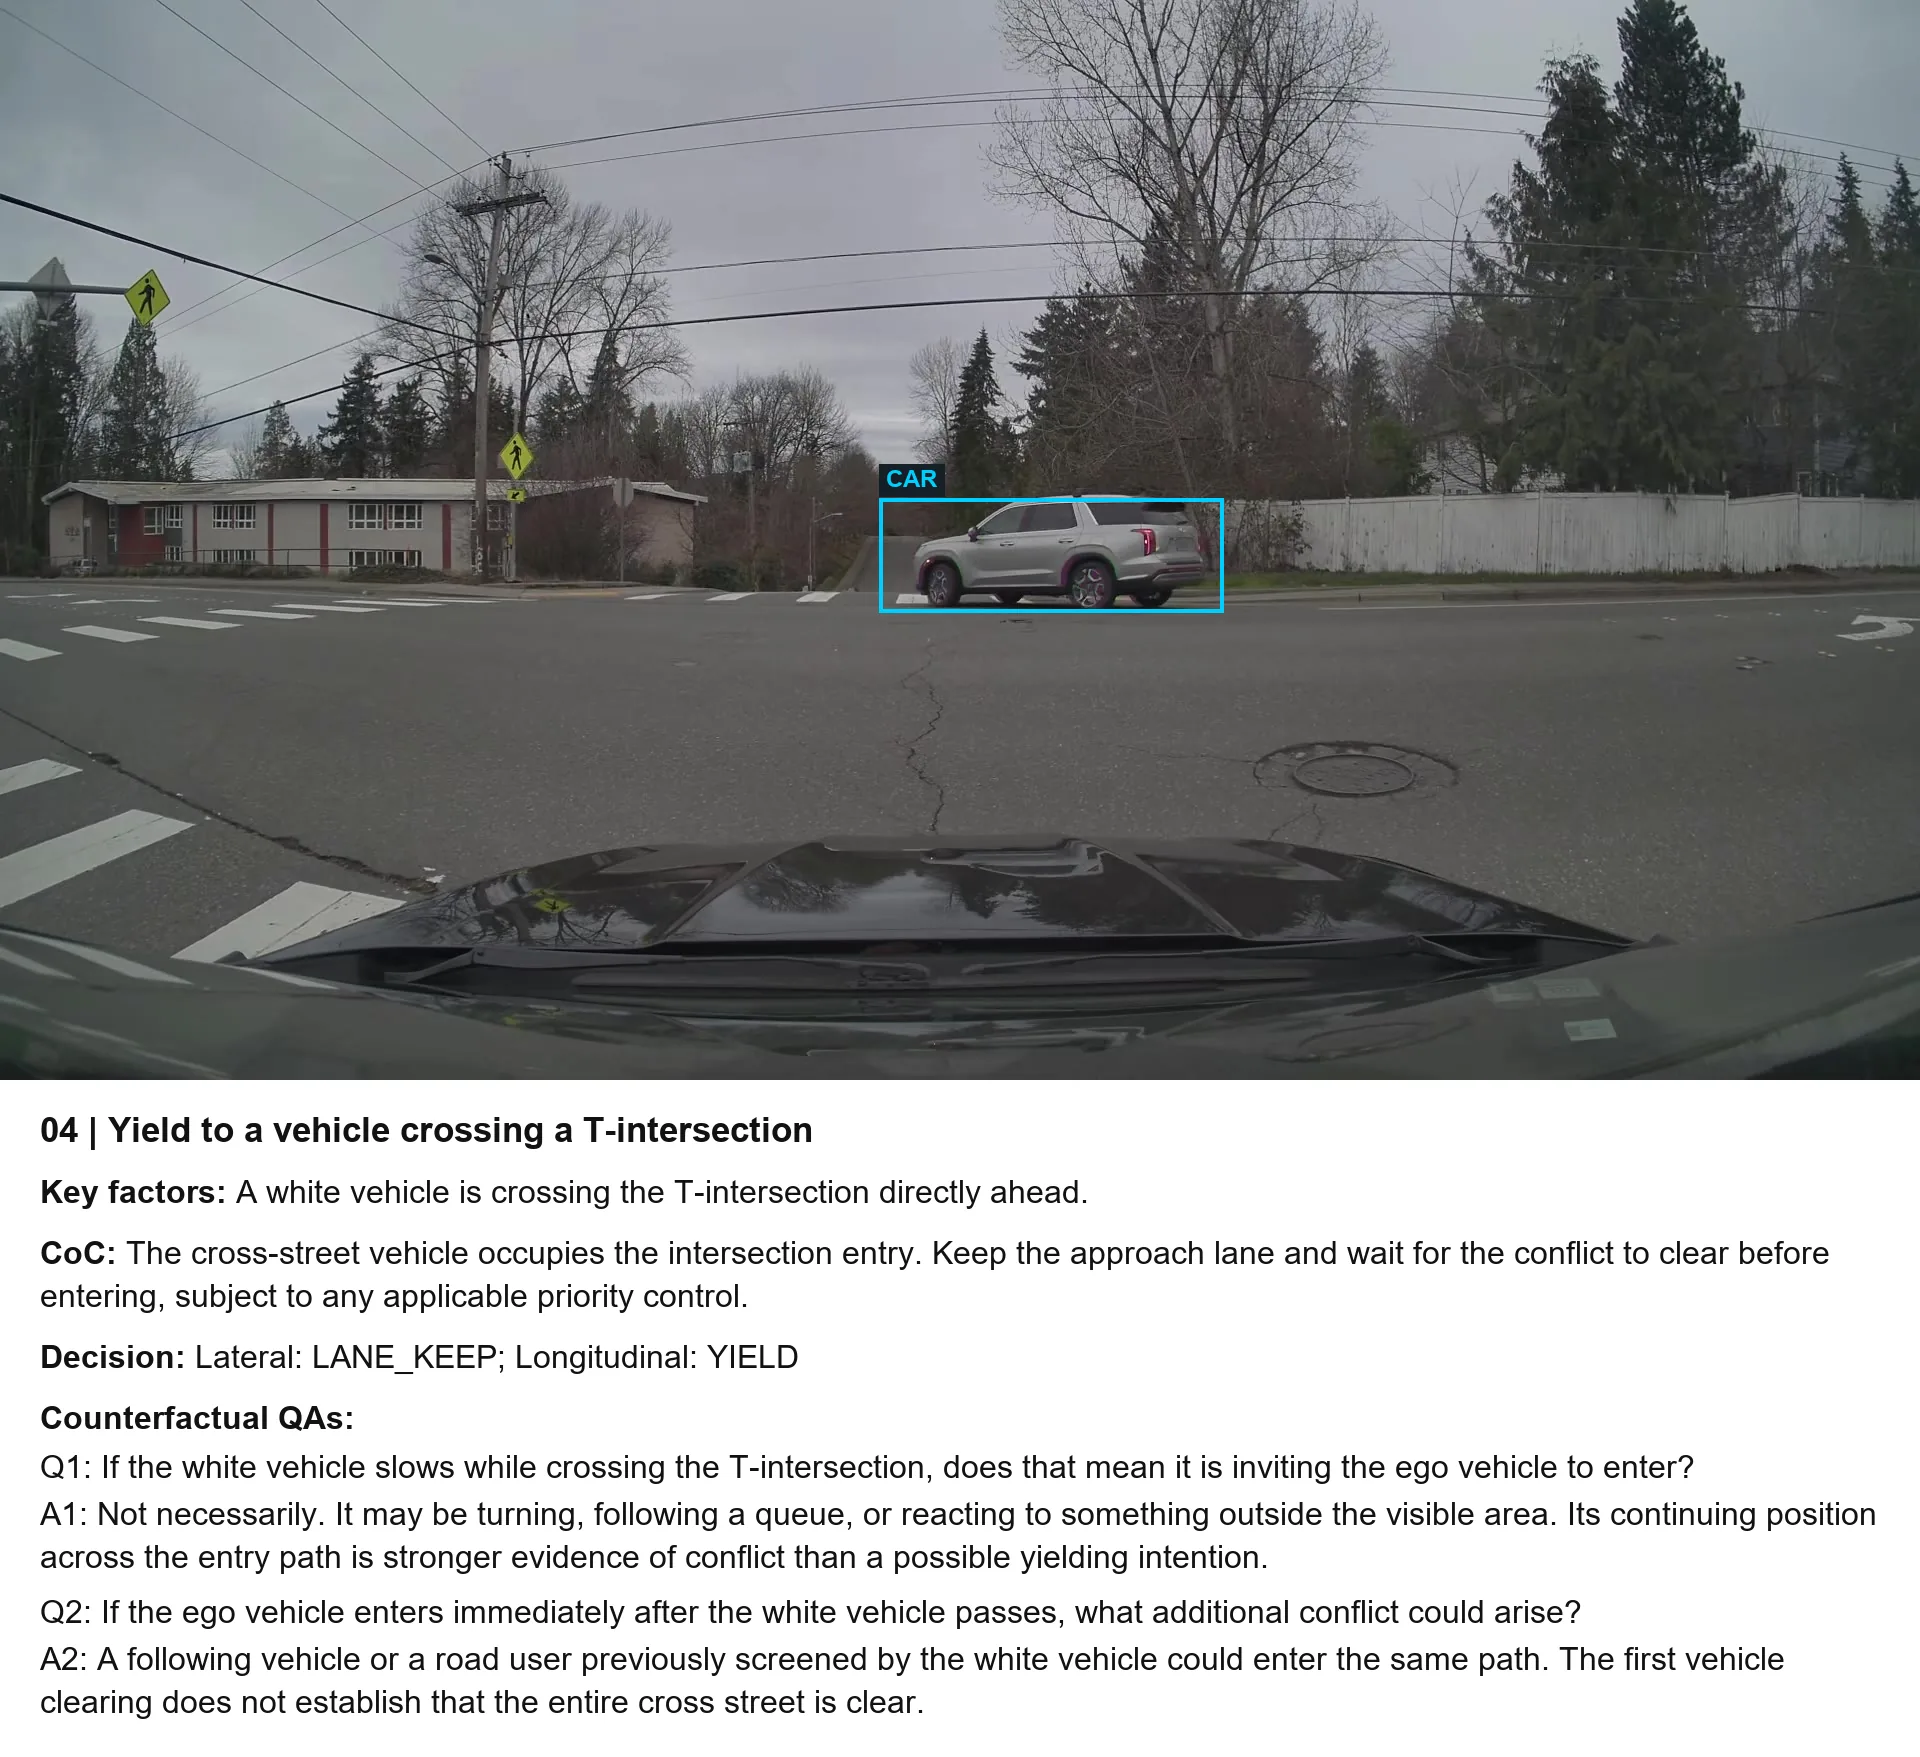 CAR
04 | Yield to a vehicle crossing a T-intersection
Key factors: A white vehicle is crossing the T-intersection directly ahead.
CoC: The cross-street vehicle occupies the intersection entry. Keep the approach lane and wait for the conflict to clear before
entering, subject to any applicable priority control.
Decision: Lateral: LANE_KEEP; Longitudinal: YIELD
Counterfactual QAs:
Q1: If the white vehicle slows while crossing the T-intersection, does that mean it is inviting the ego vehicle to enter?
A1: Not necessarily. It may be turning, following a queue, or reacting to something outside the visible area. Its continuing position
across the entry path is stronger evidence of conflict than a possible yielding intention.
Q2: If the ego vehicle enters immediately after the white vehicle passes, what additional conflict could arise?
A2: A following vehicle or a road user previously screened by the white vehicle could enter the same path. The first vehicle
clearing does not establish that the entire cross street is clear.